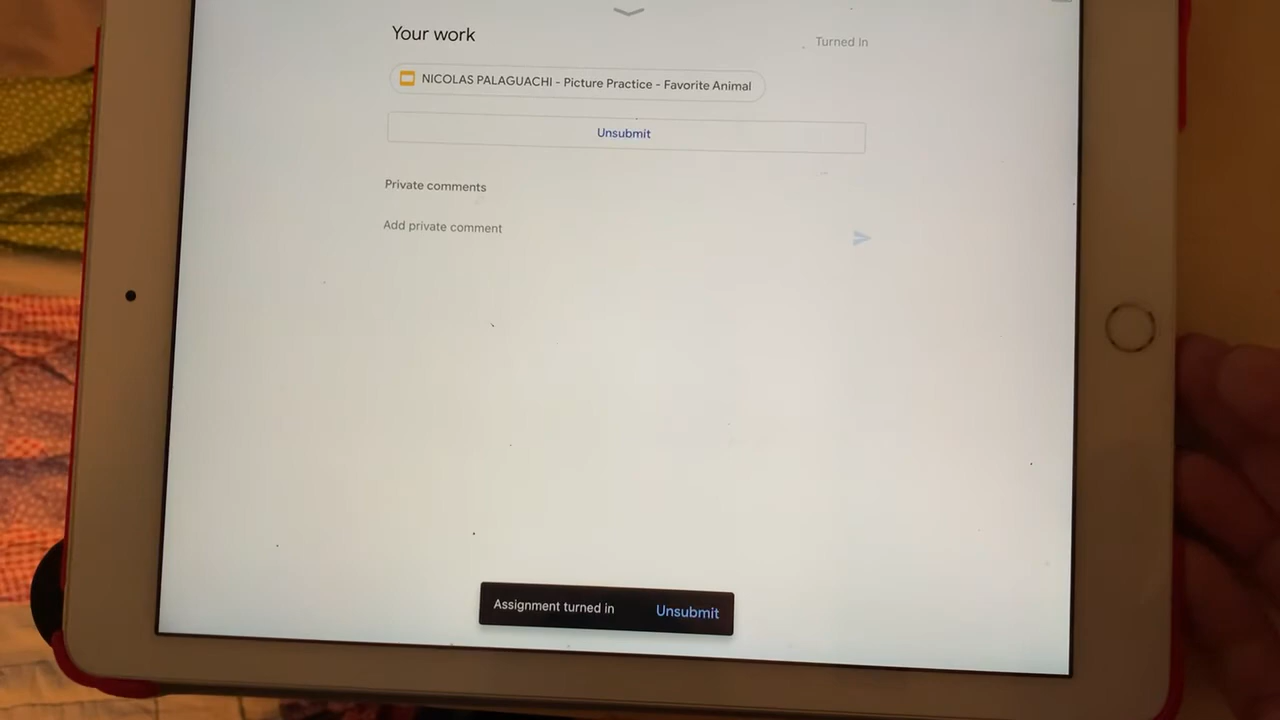 Your work
Turned In
NICOLAS PALAGUACHI - Picture Practice - Favorite Animal
Unsubmit
Private comments
Add private comment
Assignment turned in Unsubmit